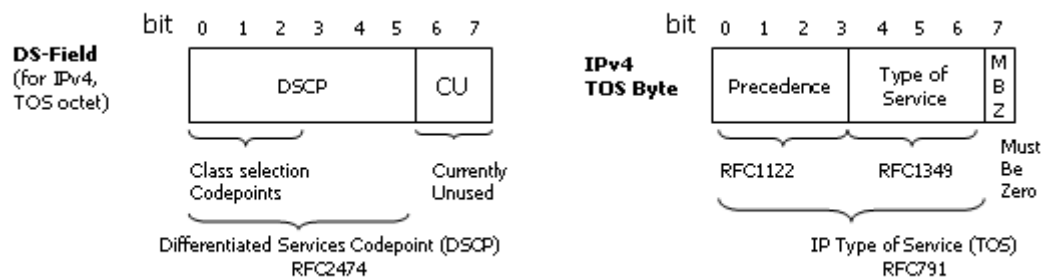 bit 0 1 2 3 4 5 6 7
DS-Field
(for IPv4,
TOS octet)
DSCP
CU
Class selection
Codepoints
Currently
Unused
Differentiated Services Codepoint (DSCP)
RFC2474
bit 0 1 2 3 4 5 6 7
IPv4
TOS Byte
Precedence
Type of
Service
M
B
Z
RFC1122
RFC1349
Must
Be
Zero
IP Type of Service (TOS)
RFC791